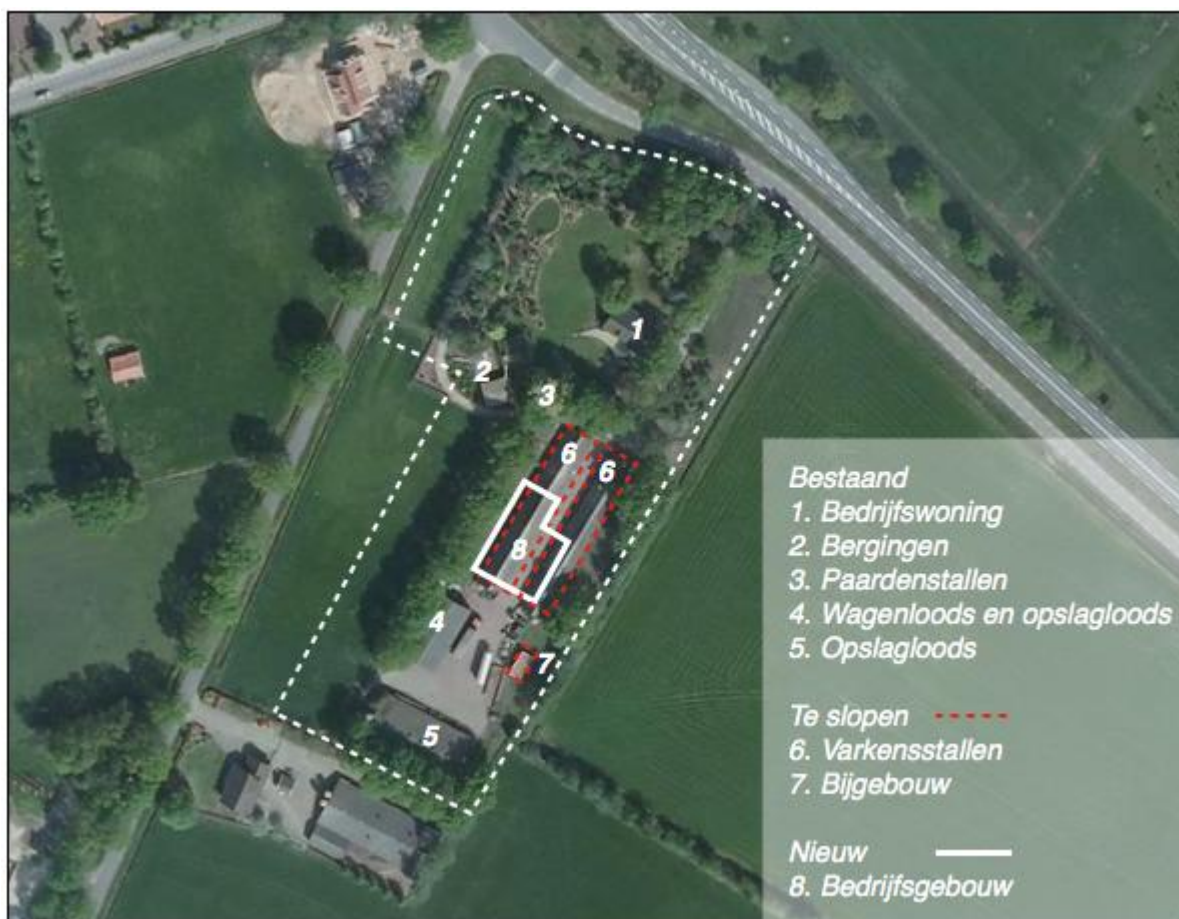 1
2
3
6
6
8
4
7
5
Bestaand
1. Bedrijfswoning
2. Bergingen
3. Paardenstallen
4. Wagenloods en opslagloods
5. Opslagloods
Te slopen
6. Varkensstallen
7. Bijgebouw
Nieuw
8. Bedrijfsgebouw